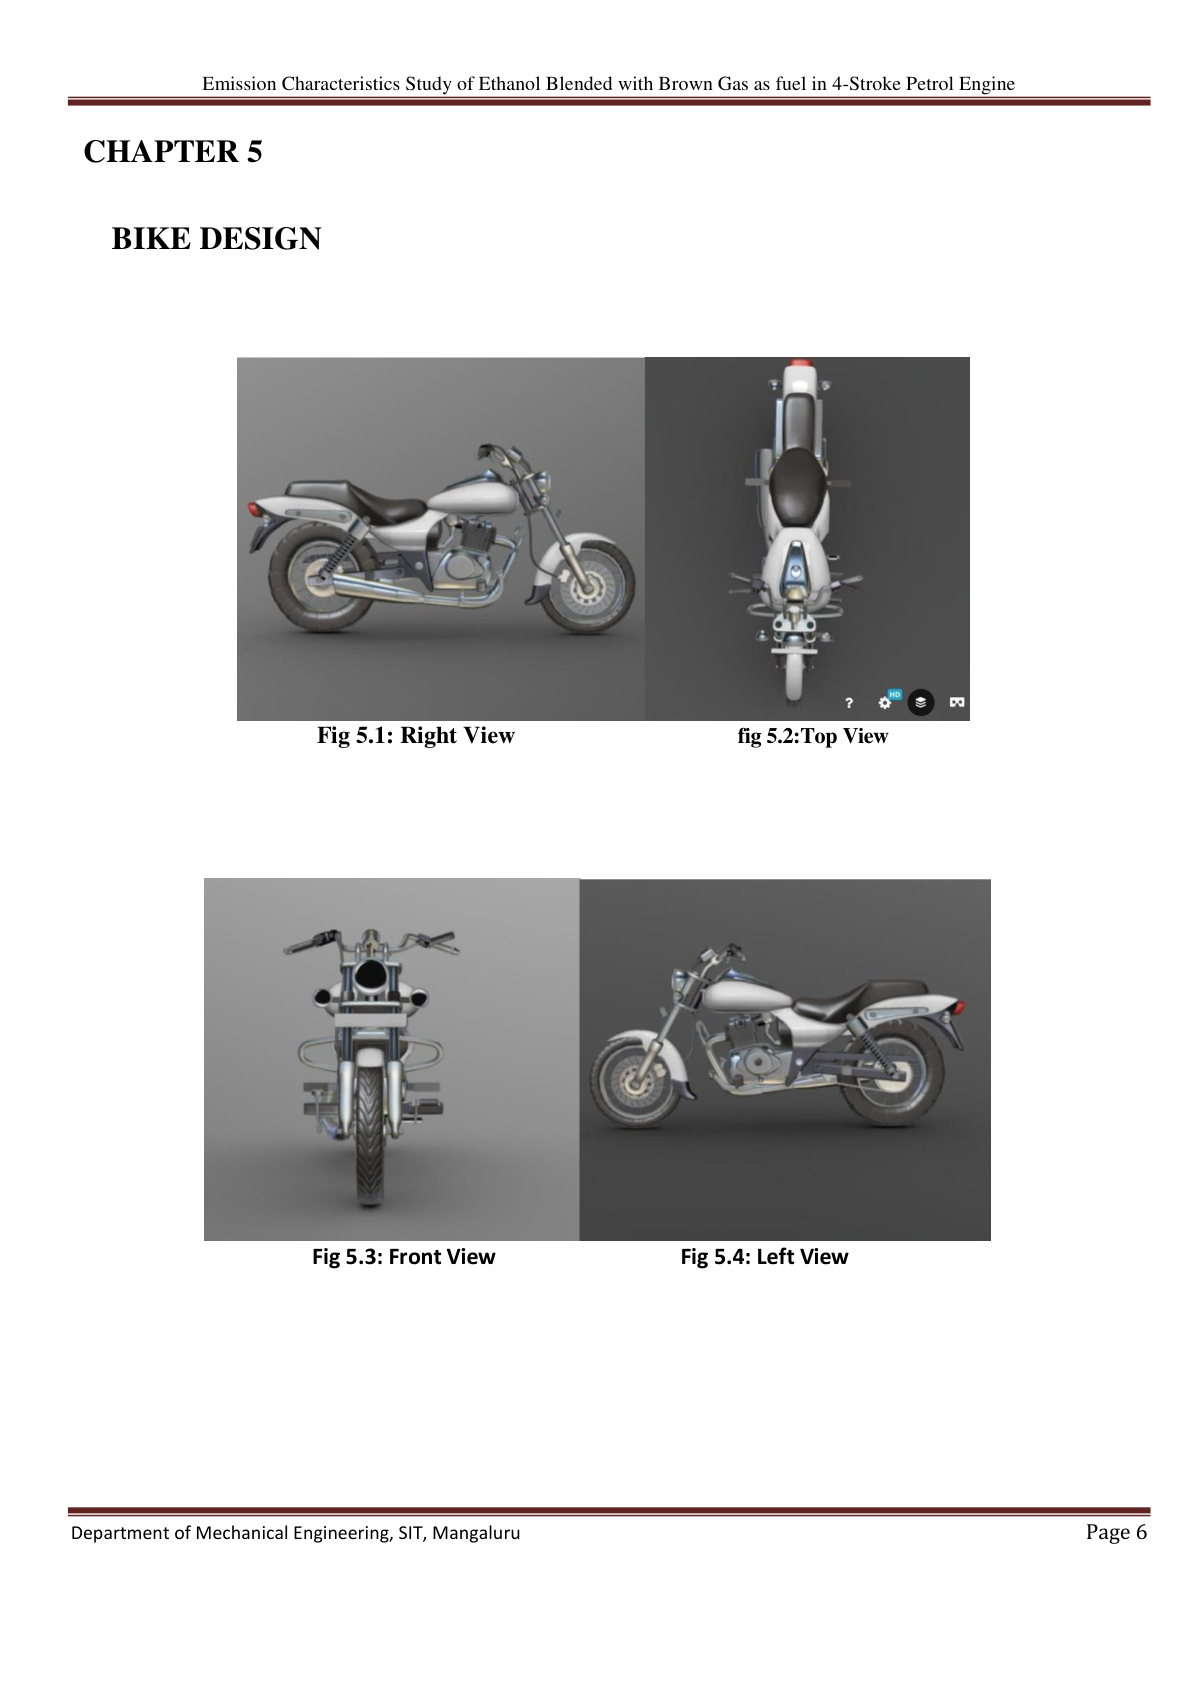 Emission Characteristics Study of Ethanol Blended with Brown Gas as fuel in 4-Stroke Petrol Engine
CHAPTER 5
BIKE DESIGN
?
HD
Fig 5.1: Right View
fig 5.2:Top View
Fig 5.3: Front View
Fig 5.4: Left View
Department of Mechanical Engineering, SIT, Mangaluru
Page 6